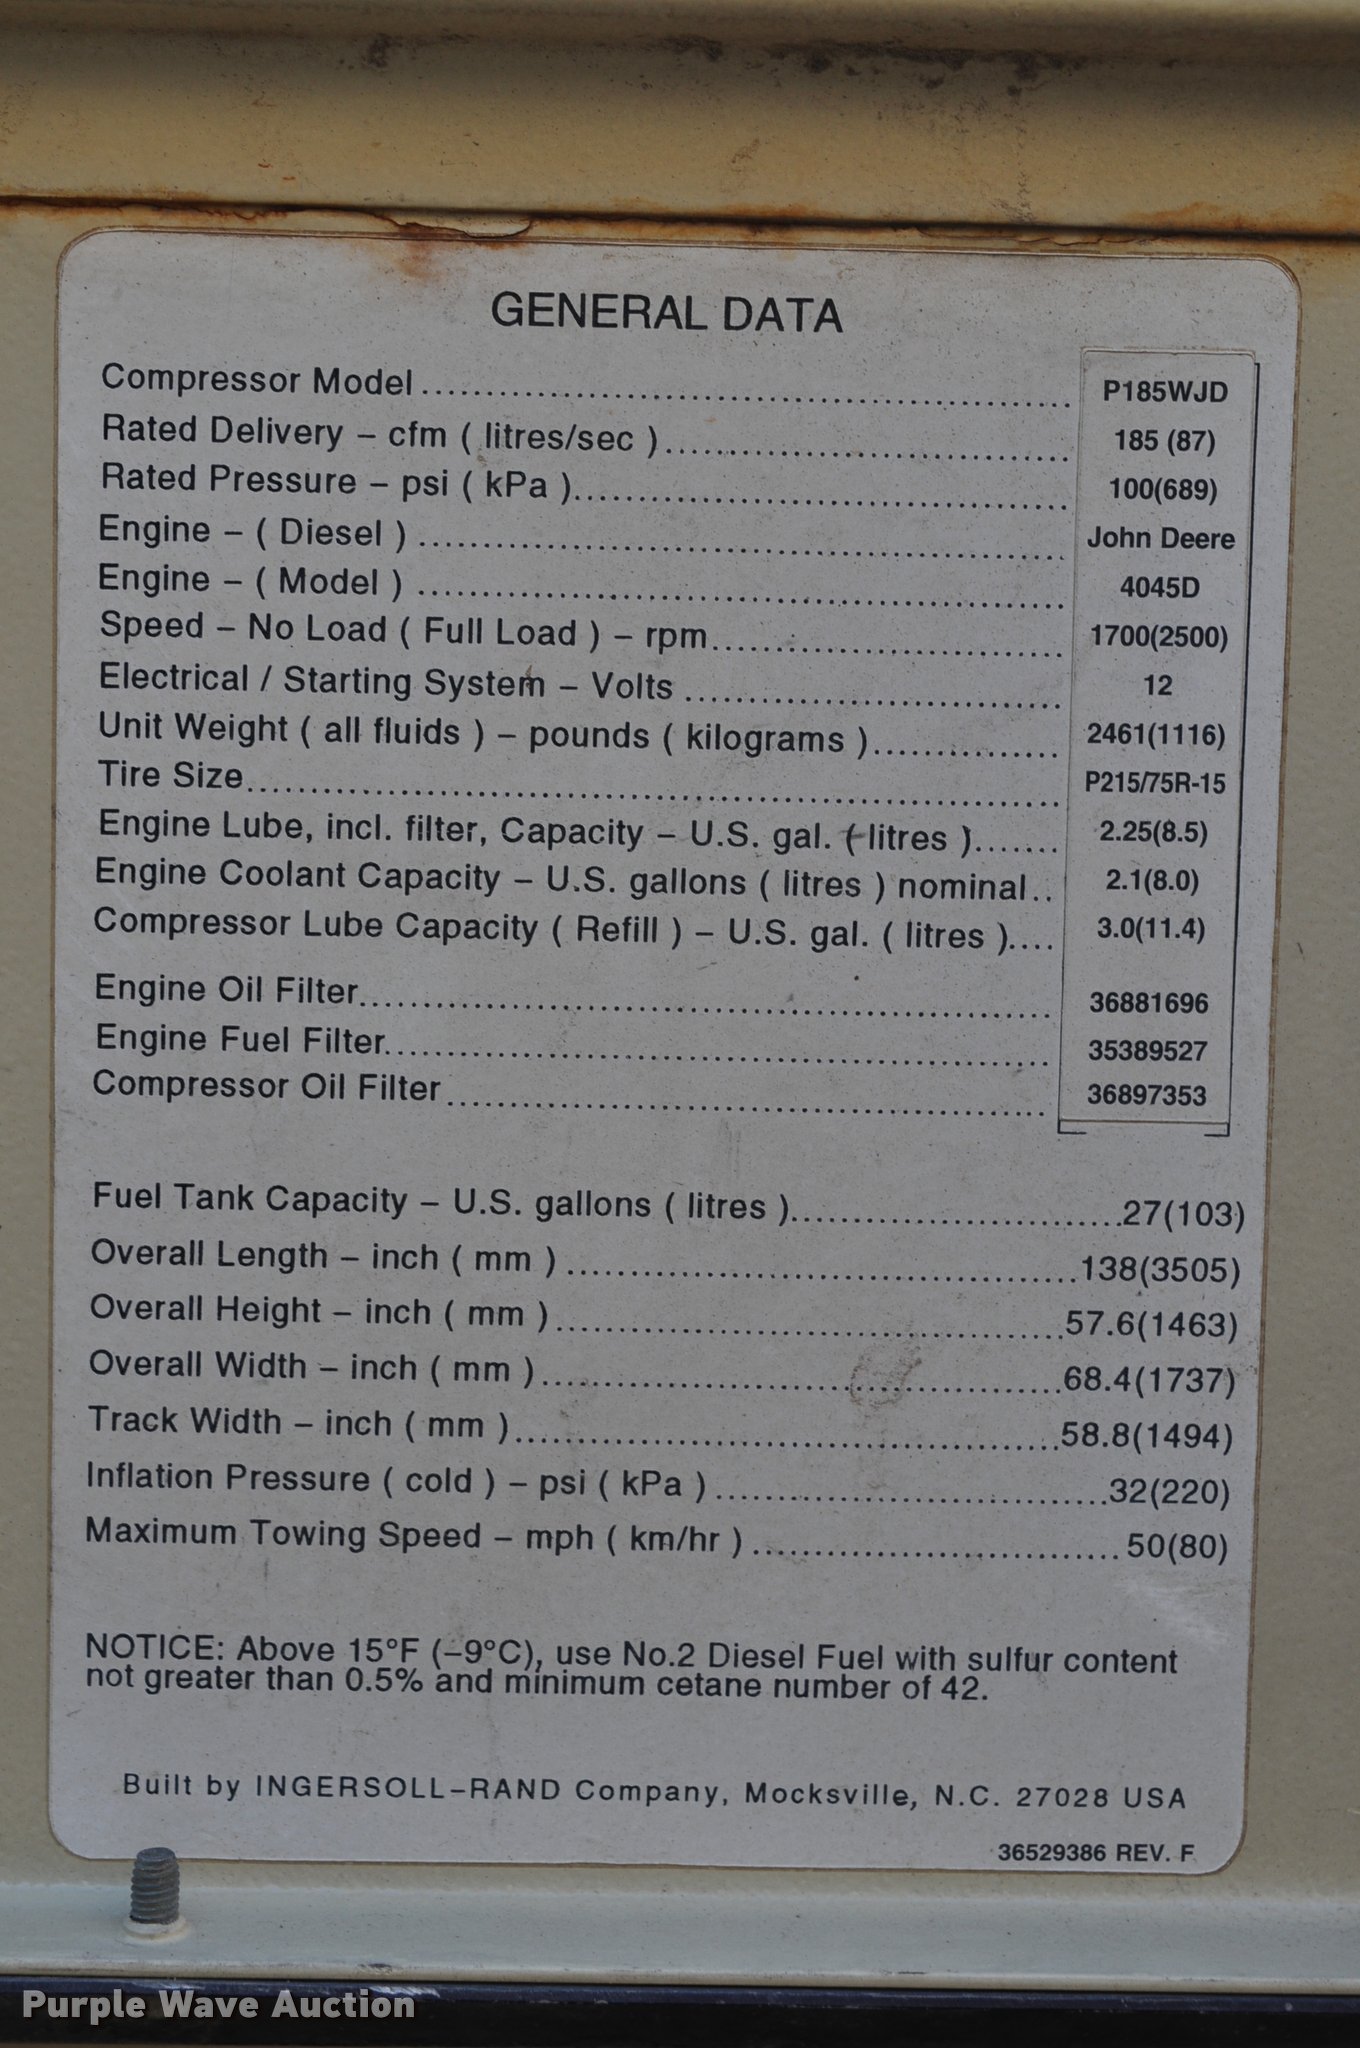 GENERAL DATA
Compressor Model.................................................... P185WJD
Rated Delivery – cfm ( litres/sec )................................ 185 (87)
Rated Pressure – psi ( kPa )....................................... 100(689)
Engine – ( Diesel ) .................................................... John Deere
Engine – ( Model ) .................................................... 4045D
Speed – No Load ( Full Load ) – rpm............................ 1700(2500)
Electrical / Starting System – Volts .............................. 12
Unit Weight ( all fluids ) – pounds ( kilograms )............... 2461(1116)
Tire Size................................................................. P215/75R-15
Engine Lube, incl. filter, Capacity – U.S. gal. ( litres )....... 2.25(8.5)
Engine Coolant Capacity – U.S. gallons ( litres ) nominal.. 2.1(8.0)
Compressor Lube Capacity ( Refill ) – U.S. gal. ( litres ).... 3.0(11.4)
Engine Oil Filter....................................................... 36881696
Engine Fuel Filter..................................................... 35389527
Compressor Oil Filter ................................................ 36897353
Fuel Tank Capacity – U.S. gallons ( litres )...........................27(103)
Overall Length – inch ( mm ) .........................................138(3505)
Overall Height – inch ( mm ).........................................57.6(1463)
Overall Width – inch ( mm )..........................................68.4(1737)
Track Width – inch ( mm )............................................58.8(1494)
Inflation Pressure ( cold ) – psi ( kPa )................................32(220)
Maximum Towing Speed – mph ( km/hr ).............................. 50(80)
NOTICE: Above 15°F (–9°C), use No.2 Diesel Fuel with sulfur content
not greater than 0.5% and minimum cetane number of 42.
Built by INGERSOLL–RAND Company, Mocksville, N.C. 27028 USA
36529386 REV. F
Purple Wave Auction